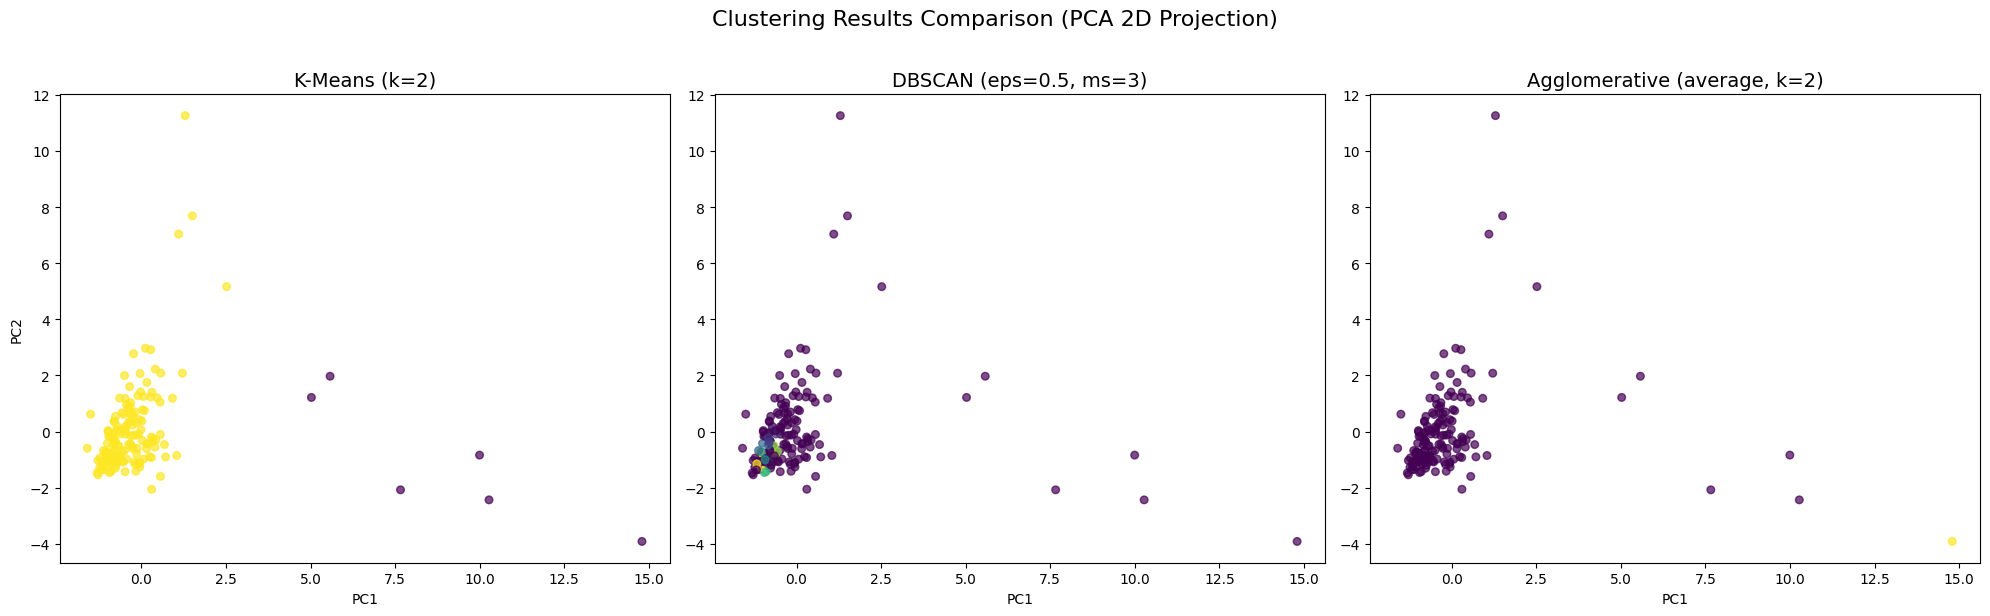 Clustering Results Comparison (PCA 2D Projection)
K-Means (k=2)
12
10
8
6
4
2
0
−2
−4
PC2
0.0 2.5 5.0 7.5 10.0 12.5 15.0
PC1
DBSCAN (eps=0.5, ms=3)
12
10
8
6
4
2
0
−2
−4
0.0 2.5 5.0 7.5 10.0 12.5 15.0
PC1
Agglomerative (average, k=2)
12
10
8
6
4
2
0
−2
−4
0.0 2.5 5.0 7.5 10.0 12.5 15.0
PC1